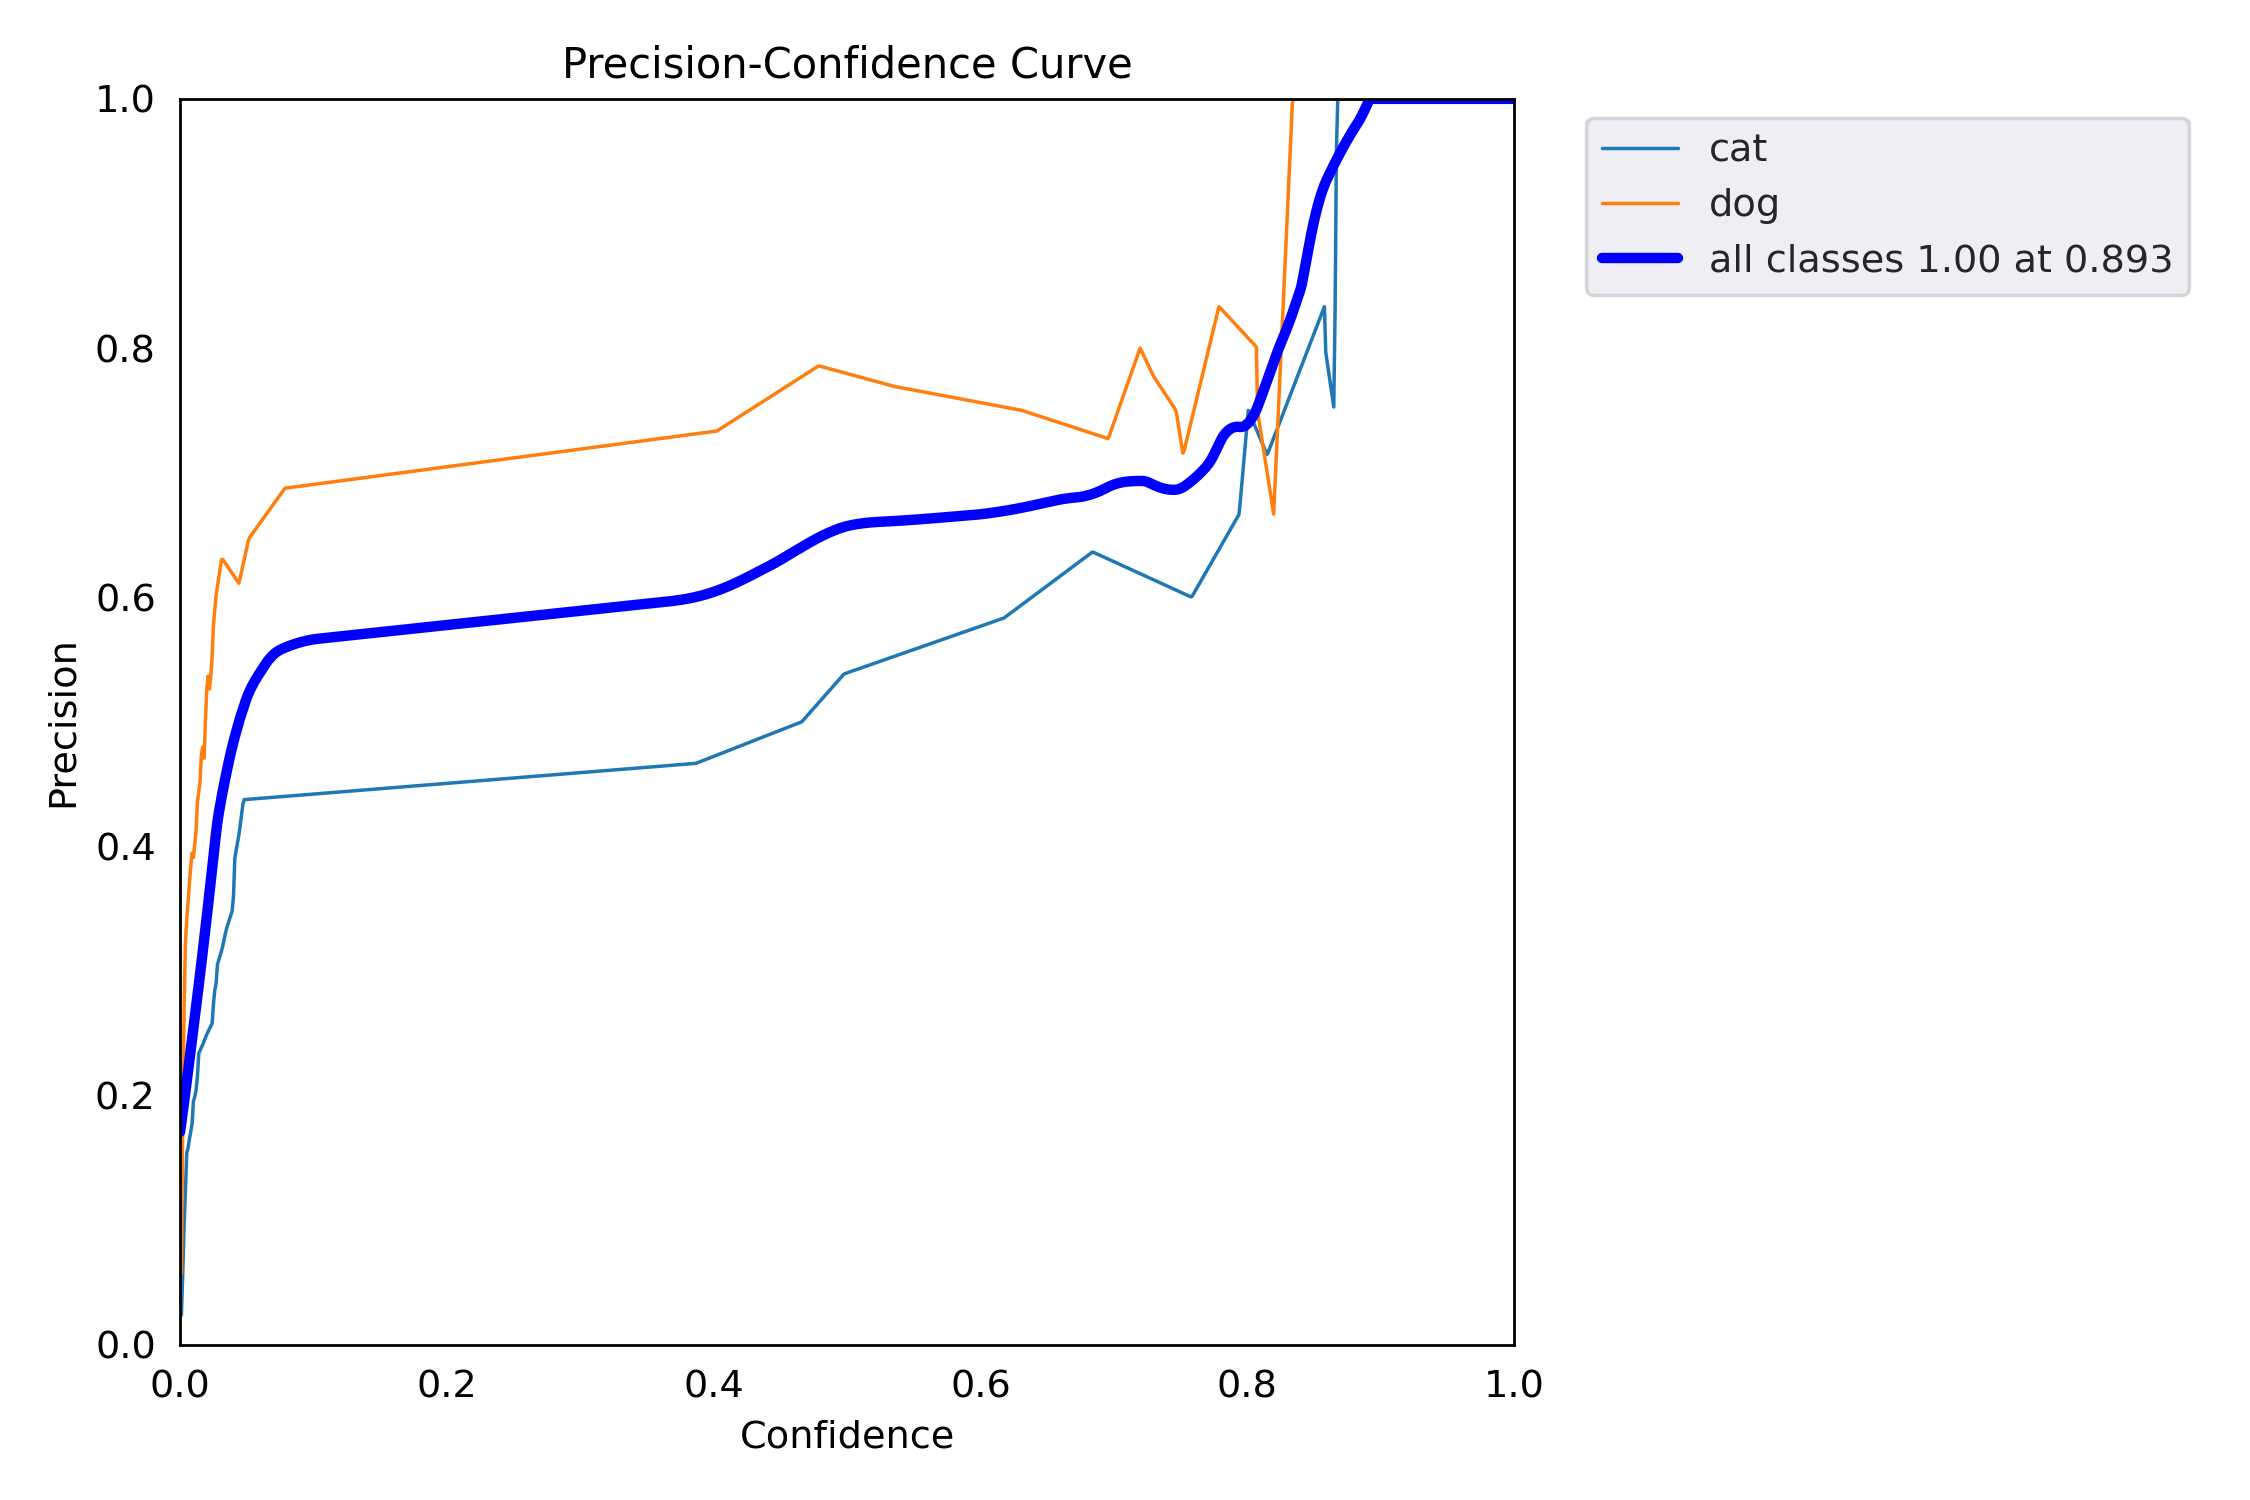 Precision-Confidence Curve
1.0
0.8
0.6
0.4
0.2
0.0
Precision
0.0 0.2 0.4 0.6 0.8 1.0
Confidence
cat
dog
all classes 1.00 at 0.893